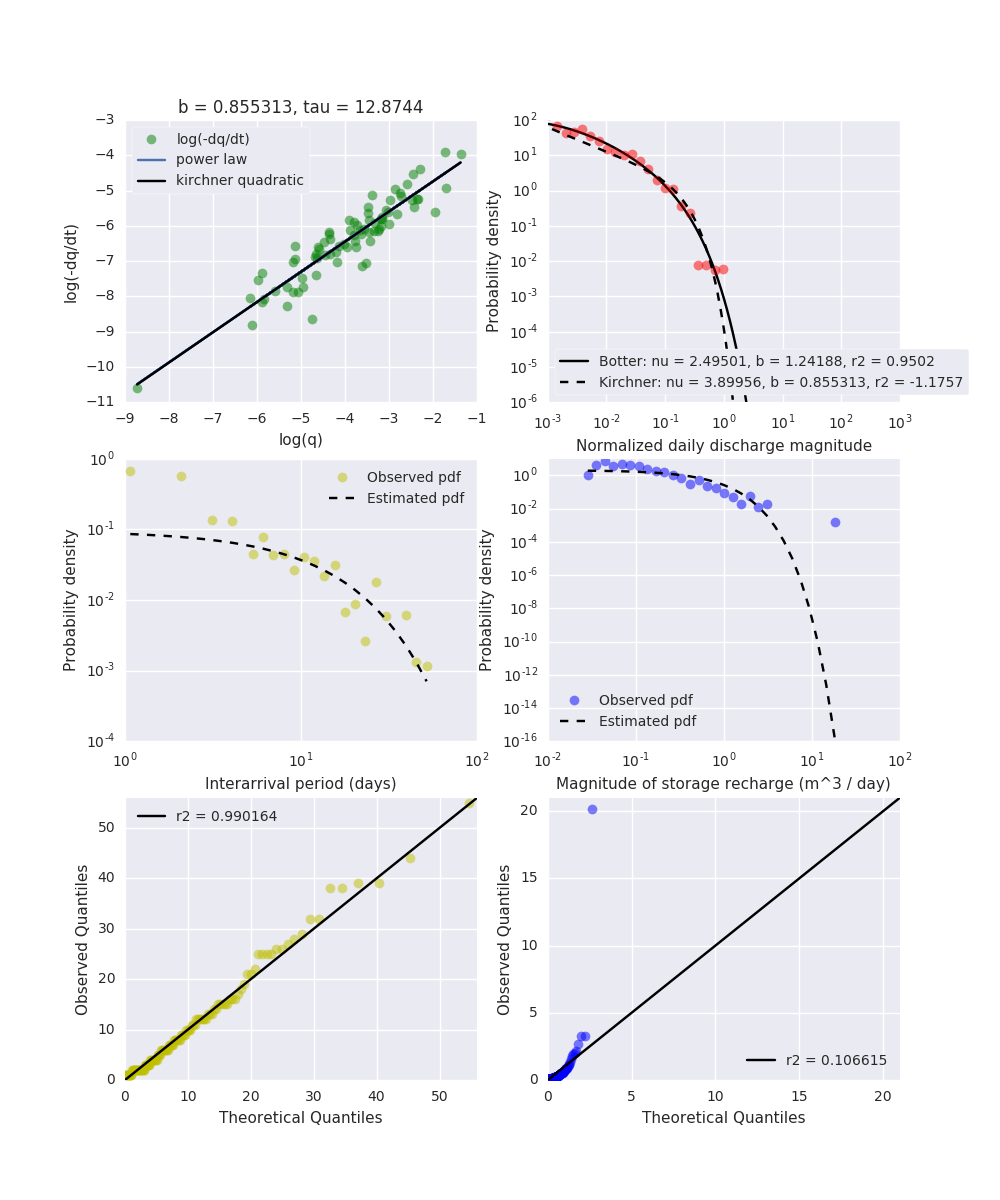 b = 0.855313, tau = 12.8744
−3
−4
−5
−6
−7
−8
−9
−10
−11
log(-dq/dt)
log(-dq/dt)
power law
kirchner quadratic
−9 −8 −7 −6 −5 −4 −3 −2 −1
log(q)
10^2
10^1
10^0
10^-1
10^-2
10^-3
10^-4
10^-5
10^-6
Probability density
Botter: nu = 2.49501, b = 1.24188, r2 = 0.9502
Kirchner: nu = 3.89956, b = 0.855313, r2 = -1.1757
10^-3 10^-2 10^-1 10^0 10^1 10^2 10^3
Normalized daily discharge magnitude
10^0
10^-1
10^-2
10^-3
10^-4
Probability density
Observed pdf
Estimated pdf
10^0 10^1 10^2
Interarrival period (days)
10^0
10^-2
10^-4
10^-6
10^-8
10^-10
10^-12
10^-14
10^-16
Probability density
Observed pdf
Estimated pdf
10^-2 10^-1 10^0 10^1 10^2
Magnitude of storage recharge (m^3 / day)
50
40
30
20
10
0
Observed Quantiles
r2 = 0.990164
0 10 20 30 40 50
Theoretical Quantiles
20
15
10
5
0
Observed Quantiles
r2 = 0.106615
0 5 10 15 20
Theoretical Quantiles